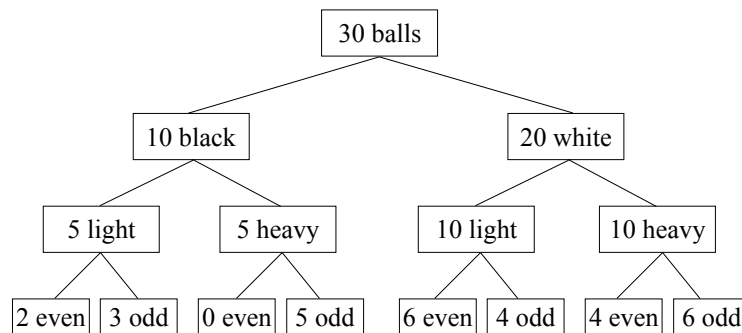 30 balls
10 black
20 white
5 light
5 heavy
10 light
10 heavy
2 even
3 odd
0 even
5 odd
6 even
4 odd
4 even
6 odd